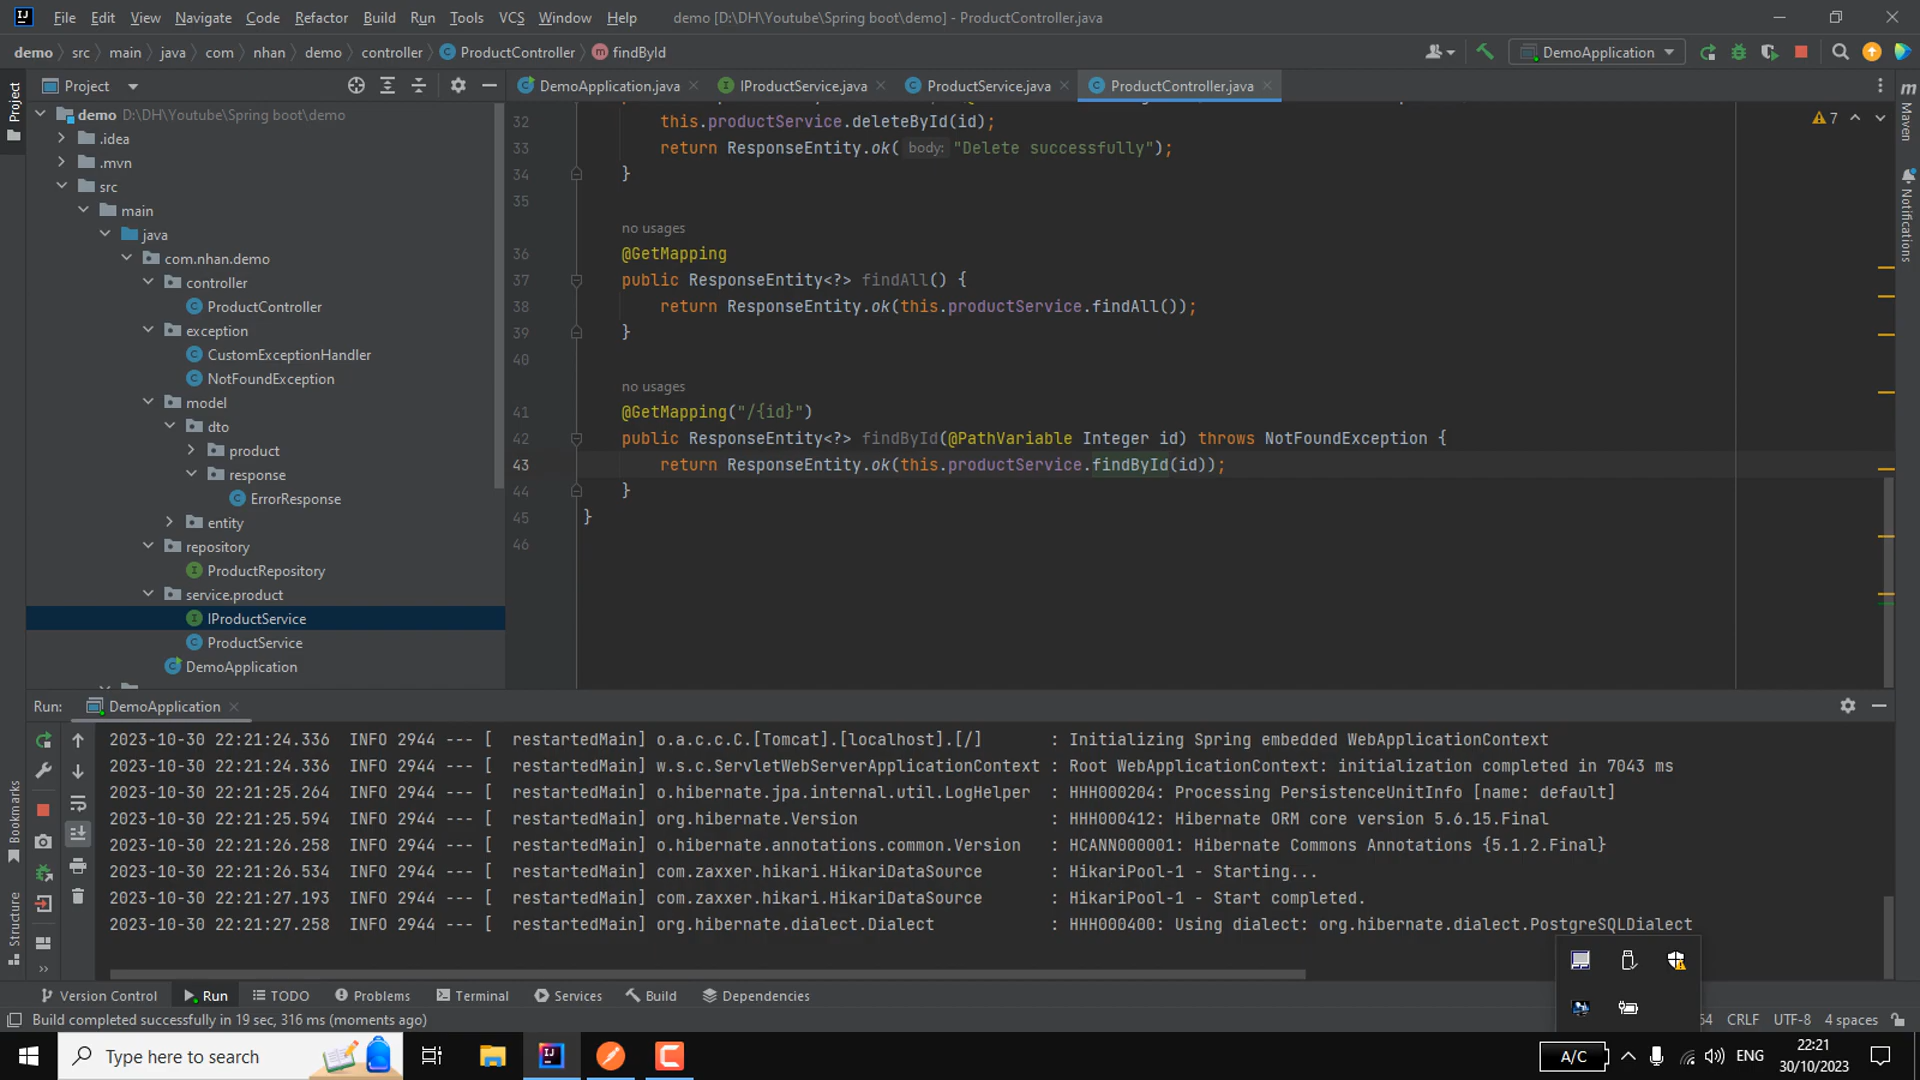 File Edit View Navigate Code Refactor Build Run Tools VCS Window Help demo [D:\DH\Youtube\Spring boot\demo] - ProductController.java
demo src main java com nhan demo controller ProductController findById DemoApplication
Project DemoApplication.java IProductService.java ProductService.java ProductController.java
Project
Bookmarks
Structure
demo D:\DH\Youtube\Spring boot\demo
.idea
.mvn
src
main
java
com.nhan.demo
controller
ProductController
exception
CustomExceptionHandler
NotFoundException
model
dto
product
response
ErrorResponse
entity
repository
ProductRepository
service.product
IProductService
ProductService
DemoApplication
32 this.productService.deleteById(id);
33 return ResponseEntity.ok( body: "Delete successfully");
34 }
35
no usages
36 @GetMapping
37 public ResponseEntity<?> findAll() {
38 return ResponseEntity.ok(this.productService.findAll());
39 }
40
no usages
41 @GetMapping("/{id}")
42 public ResponseEntity<?> findById(@PathVariable Integer id) throws NotFoundException {
43 return ResponseEntity.ok(this.productService.findById(id));
44 }
45 }
46
7
Maven
Notifications
Run: DemoApplication
2023-10-30 22:21:24.336 INFO 2944 --- [ restartedMain] o.a.c.c.C.[Tomcat].[localhost].[/] : Initializing Spring embedded WebApplicationContext
2023-10-30 22:21:24.336 INFO 2944 --- [ restartedMain] w.s.c.ServletWebServerApplicationContext : Root WebApplicationContext: initialization completed in 7043 ms
2023-10-30 22:21:25.264 INFO 2944 --- [ restartedMain] o.hibernate.jpa.internal.util.LogHelper : HHH000204: Processing PersistenceUnitInfo [name: default]
2023-10-30 22:21:25.594 INFO 2944 --- [ restartedMain] org.hibernate.Version : HHH000412: Hibernate ORM core version 5.6.15.Final
2023-10-30 22:21:26.258 INFO 2944 --- [ restartedMain] o.hibernate.annotations.common.Version : HCANN000001: Hibernate Commons Annotations {5.1.2.Final}
2023-10-30 22:21:26.534 INFO 2944 --- [ restartedMain] com.zaxxer.hikari.HikariDataSource : HikariPool-1 - Starting...
2023-10-30 22:21:27.193 INFO 2944 --- [ restartedMain] com.zaxxer.hikari.HikariDataSource : HikariPool-1 - Start completed.
2023-10-30 22:21:27.258 INFO 2944 --- [ restartedMain] org.hibernate.dialect.Dialect : HHH000400: Using dialect: org.hibernate.dialect.PostgreSQLDialect
Version Control Run TODO Problems Terminal Services Build Dependencies
Build completed successfully in 19 sec, 316 ms (moments ago) CRLF UTF-8 4 spaces
Type here to search A/C ENG 22:21
30/10/2023